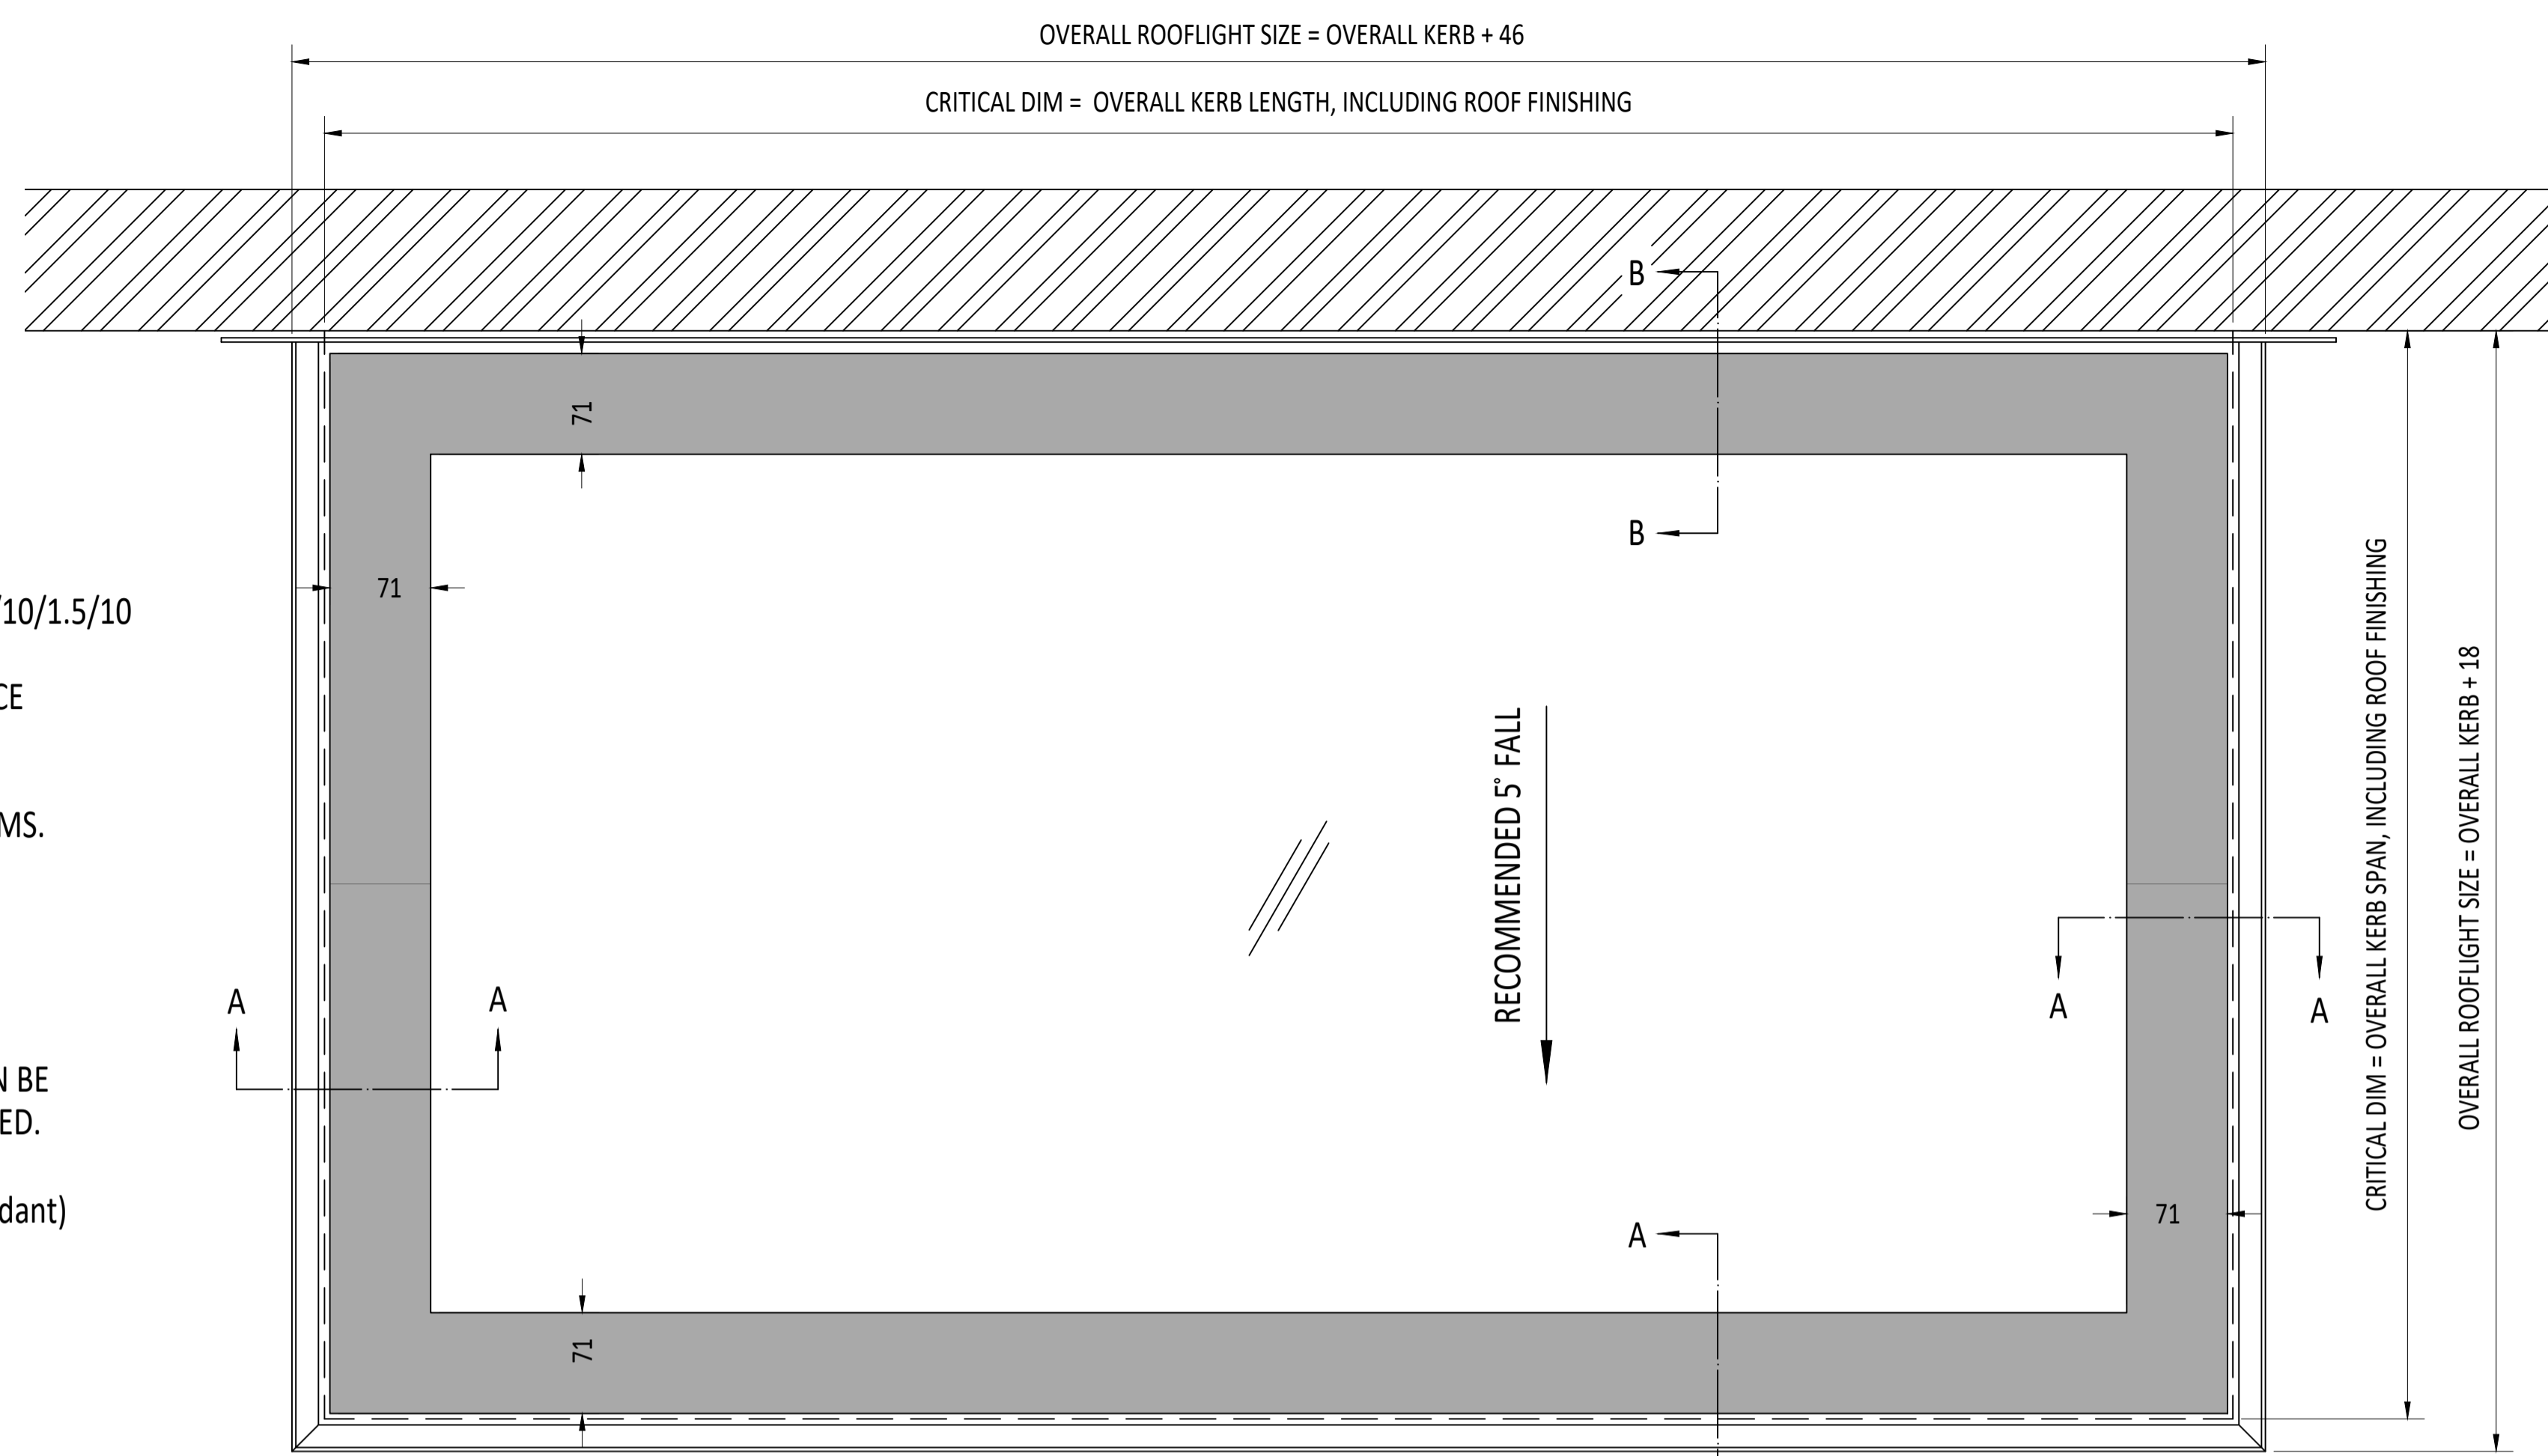 OVERALL ROOFLIGHT SIZE = OVERALL KERB + 46
CRITICAL DIM = OVERALL KERB LENGTH, INCLUDING ROOF FINISHING
B
71
B
71
/10/1.5/10
CE
MS.
RECOMMENDED 5° FALL
CRITICAL DIM = OVERALL KERB SPAN, INCLUDING ROOF FINISHING
OVERALL ROOFLIGHT SIZE = OVERALL KERB + 18
A
A
A
A
N BE
ED.
dant)
71
A
71